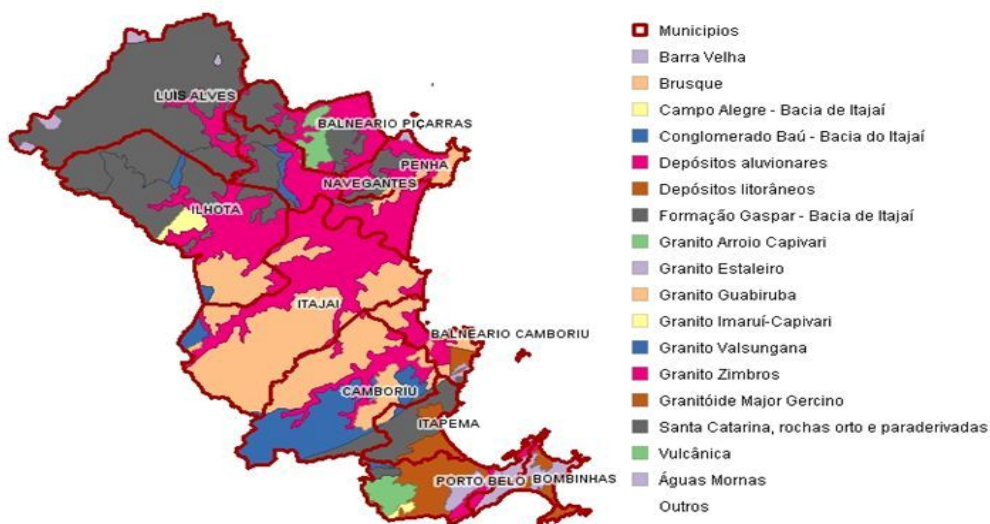 LUIS ALVES
BALNEARIO PIÇARRAS
PENHA
NAVEGANTES
ILHOTA
ITAJAI
BALNEARIO CAMBORIU
CAMBORIU
ITAPEMA
PORTO BELO
BOMBINHAS
Municipios
Barra Velha
Brusque
Campo Alegre - Bacia de Itajaí
Conglomerado Baú - Bacia do Itajaí
Depósitos aluvionares
Depósitos litorâneos
Formação Gaspar - Bacia de Itajaí
Granito Arroio Capivari
Granito Estaleiro
Granito Guabiruba
Granito Imaruí-Capivari
Granito Valsungana
Granito Zimbros
Granitóide Major Gercino
Santa Catarina, rochas orto e paraderivadas
Vulcânica
Águas Mornas
Outros